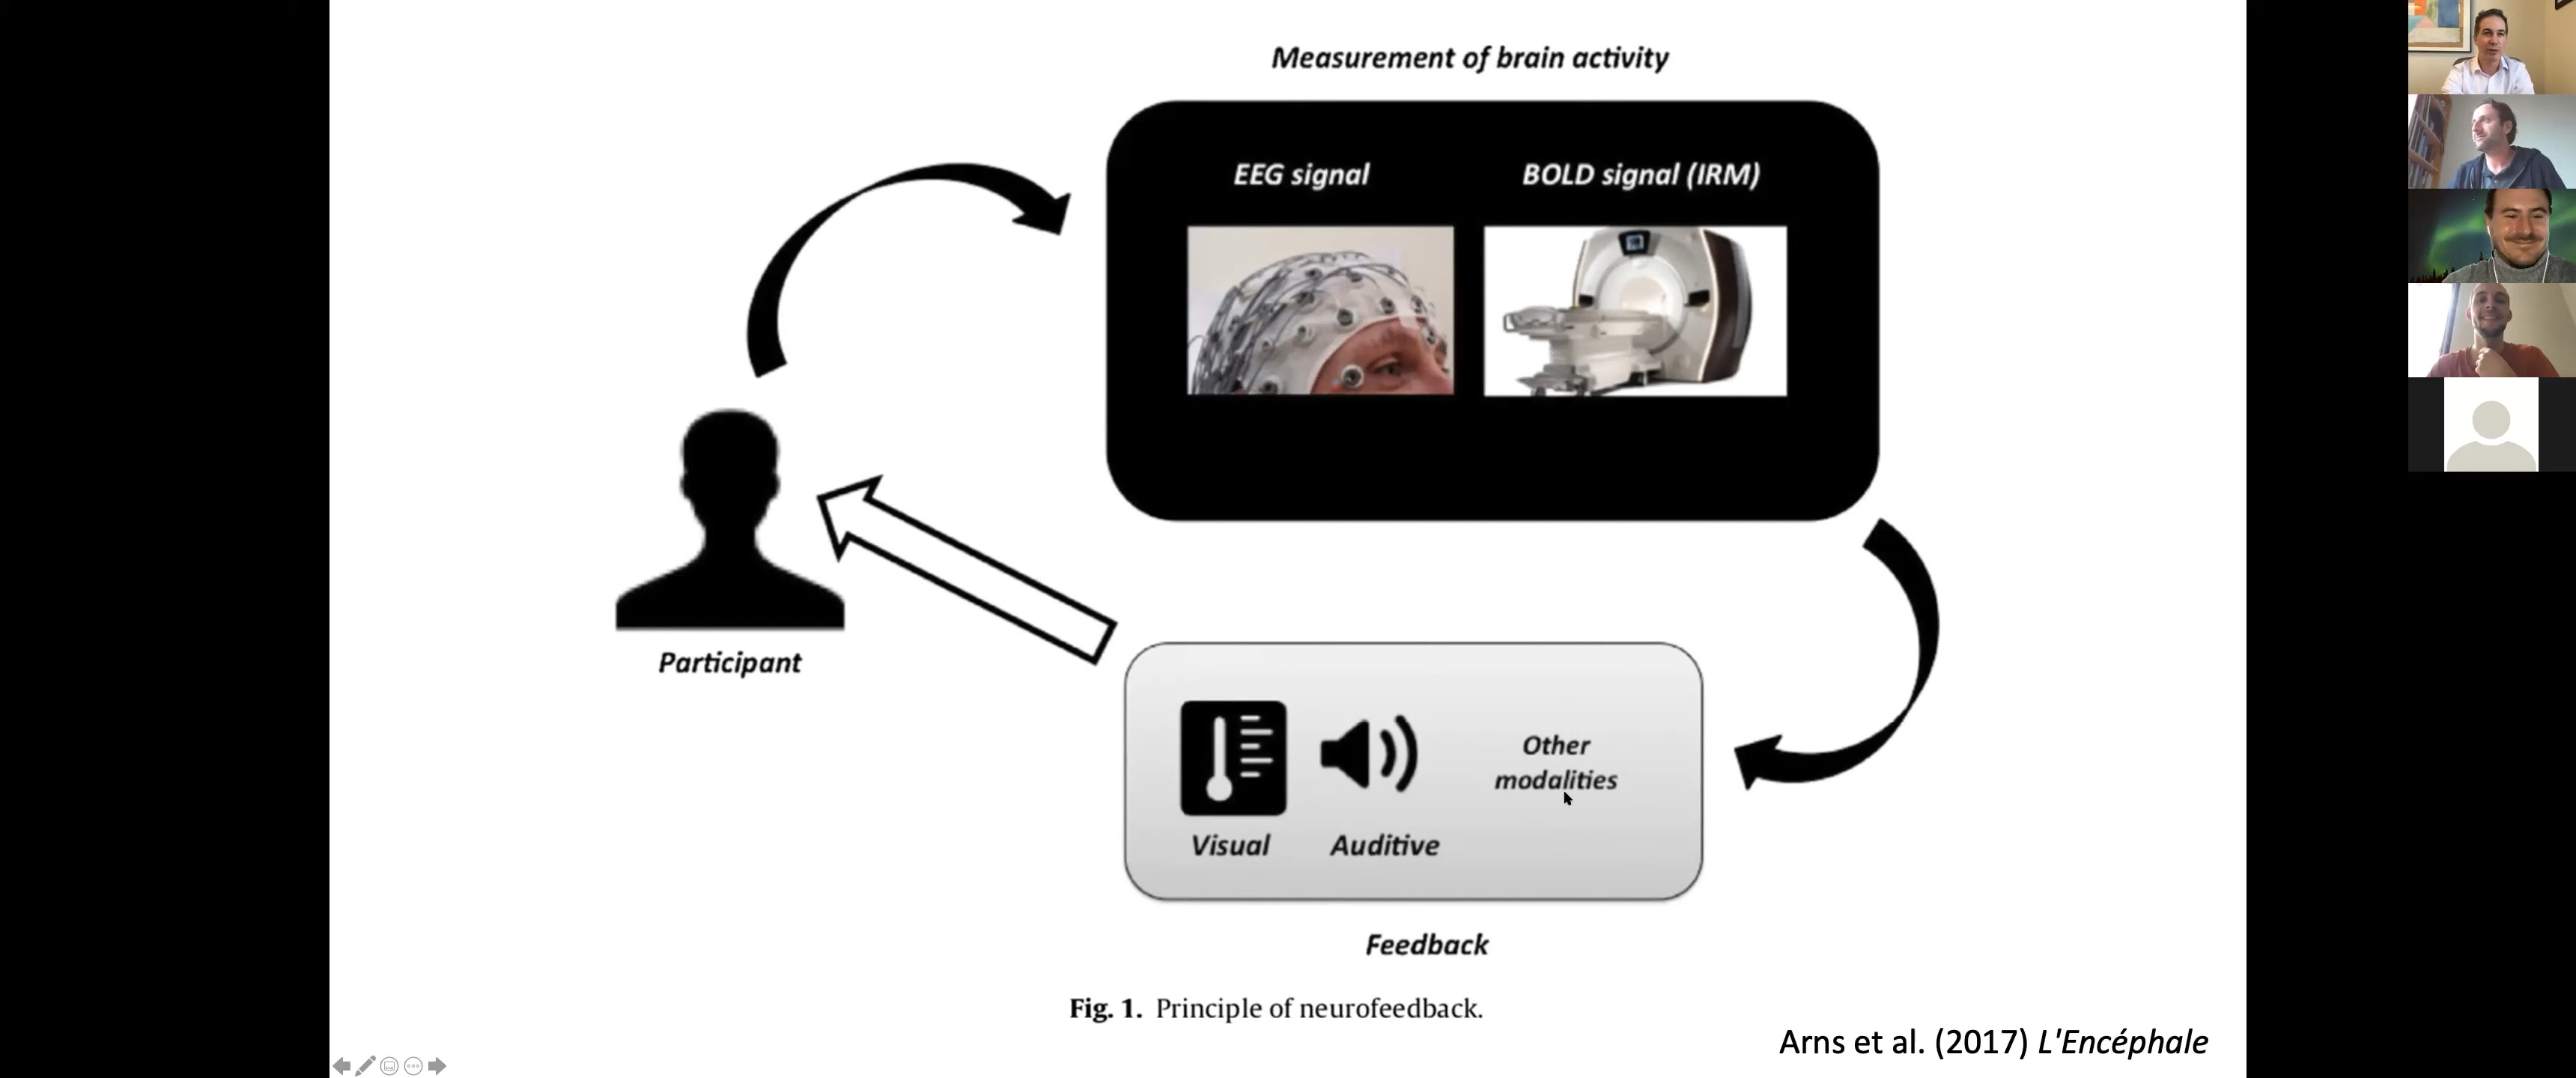 Measurement of brain activity
EEG signal
BOLD signal (IRM)
Participant
Other
modalities
Visual
Auditive
Feedback
Fig. 1. Principle of neurofeedback.
Arns et al. (2017) L'Encéphale